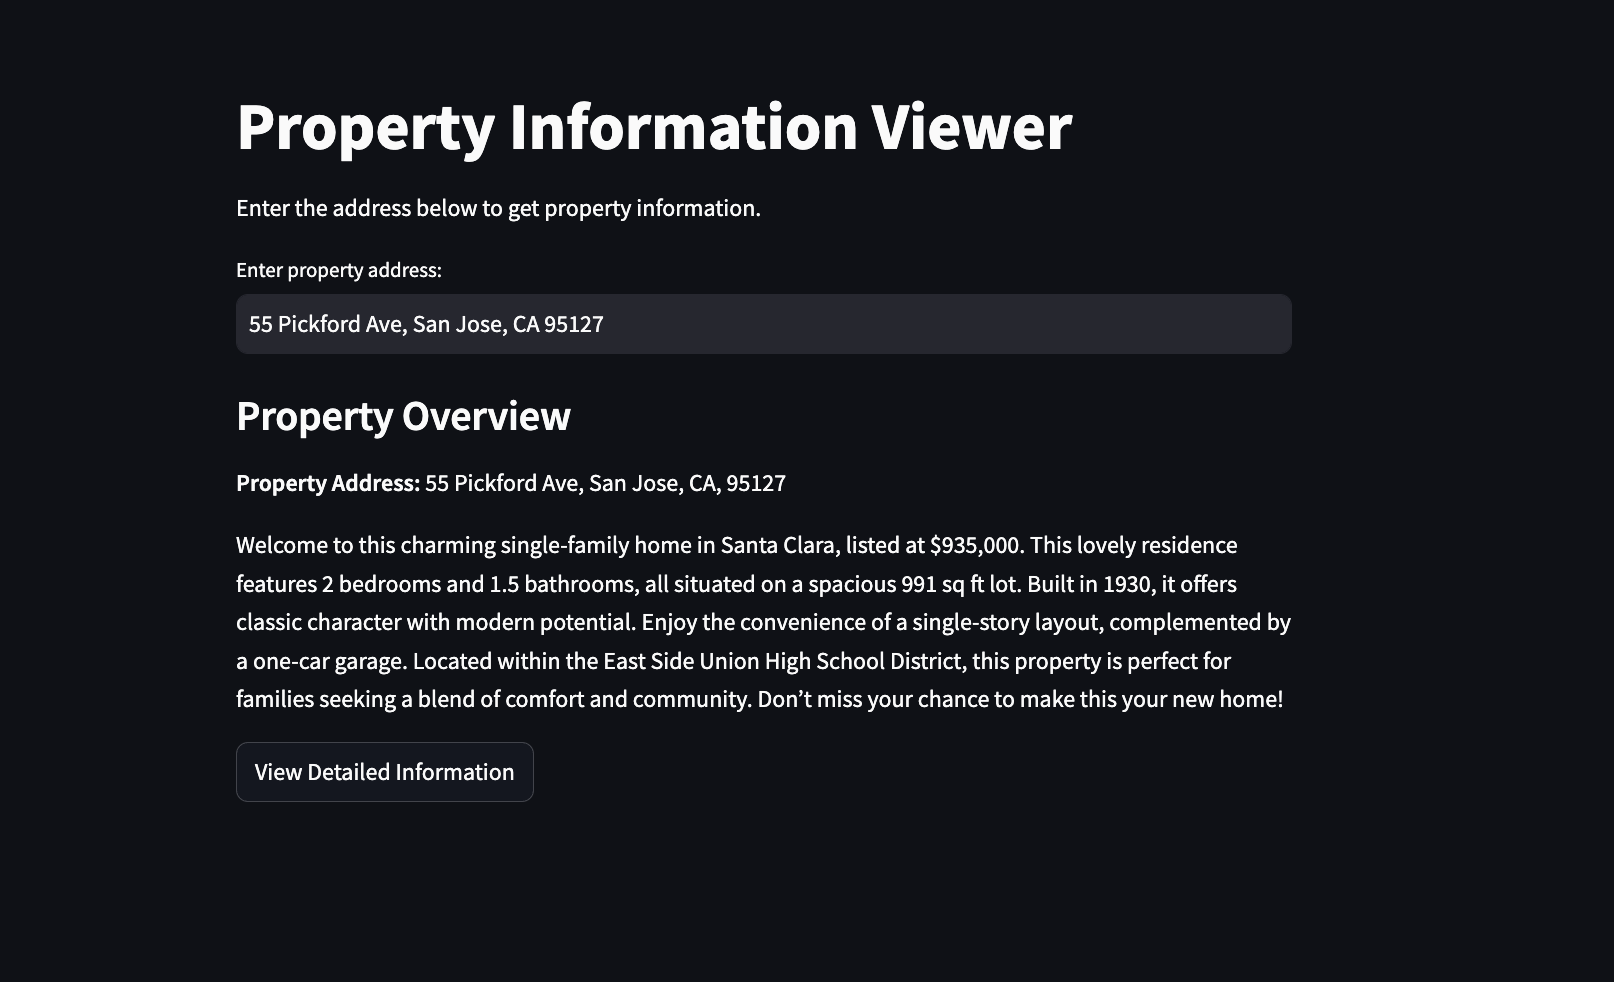 Property Information Viewer
Enter the address below to get property information.
Enter property address:
55 Pickford Ave, San Jose, CA 95127
Property Overview
Property Address: 55 Pickford Ave, San Jose, CA, 95127
Welcome to this charming single-family home in Santa Clara, listed at $935,000. This lovely residence
features 2 bedrooms and 1.5 bathrooms, all situated on a spacious 991 sq ft lot. Built in 1930, it offers
classic character with modern potential. Enjoy the convenience of a single-story layout, complemented by
a one-car garage. Located within the East Side Union High School District, this property is perfect for
families seeking a blend of comfort and community. Don’t miss your chance to make this your new home!
View Detailed Information